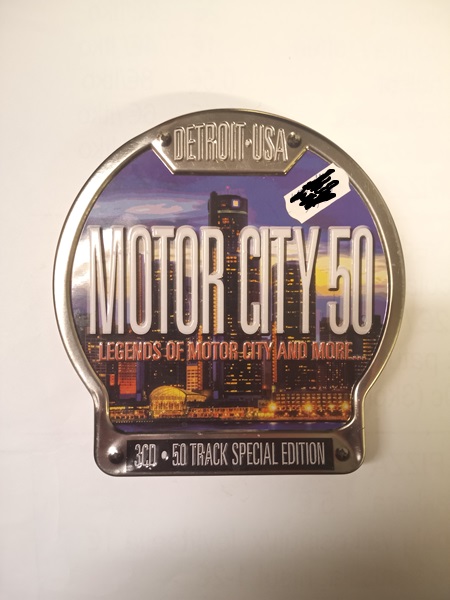 DETROIT•USA
MOTOR CITY 50
LEGENDS OF MOTOR CITY AND MORE...
3CD • 50 TRACK SPECIAL EDITION